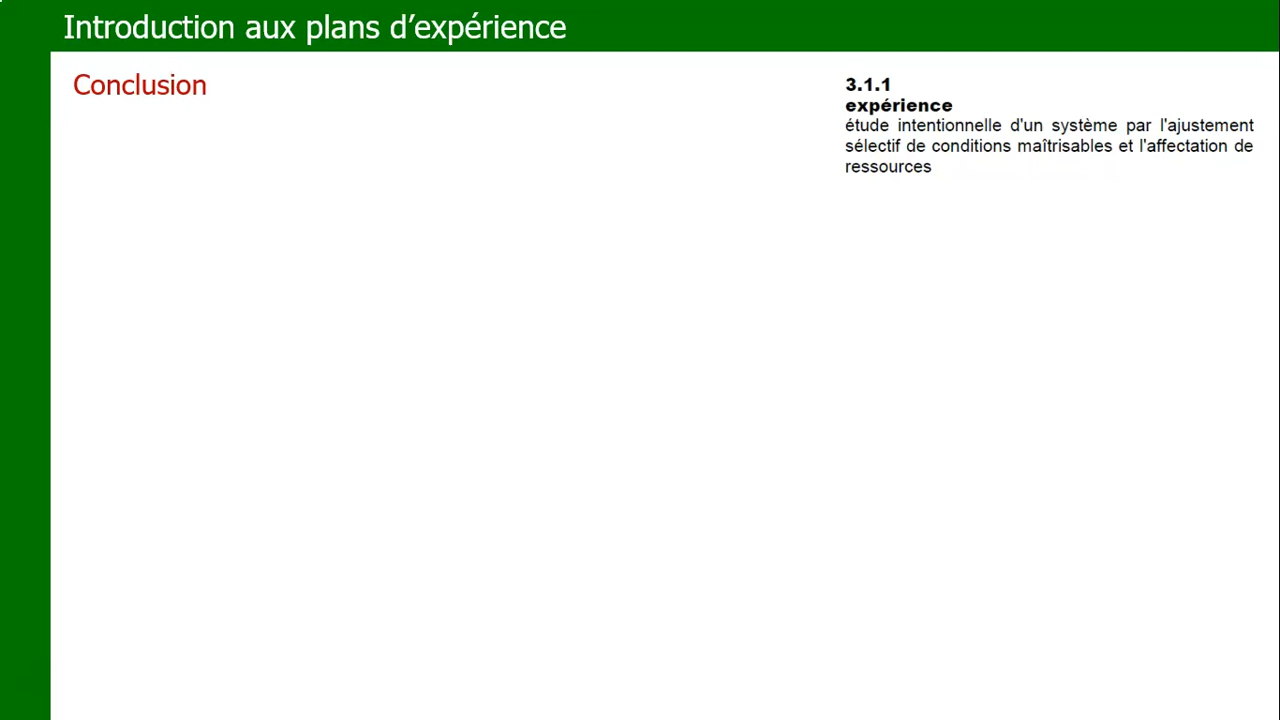 Introduction aux plans d’expérience
Conclusion
3.1.1
expérience
étude intentionnelle d'un système par l'ajustement
sélectif de conditions maîtrisables et l'affectation de
ressources